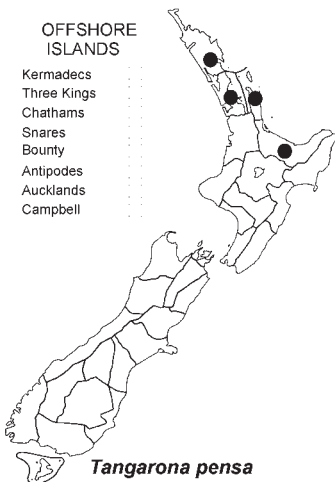 OFFSHORE
ISLANDS
Kermadecs
Three Kings
Chathams
Snares
Bounty
Antipodes
Aucklands
Campbell
Tangarona pensa